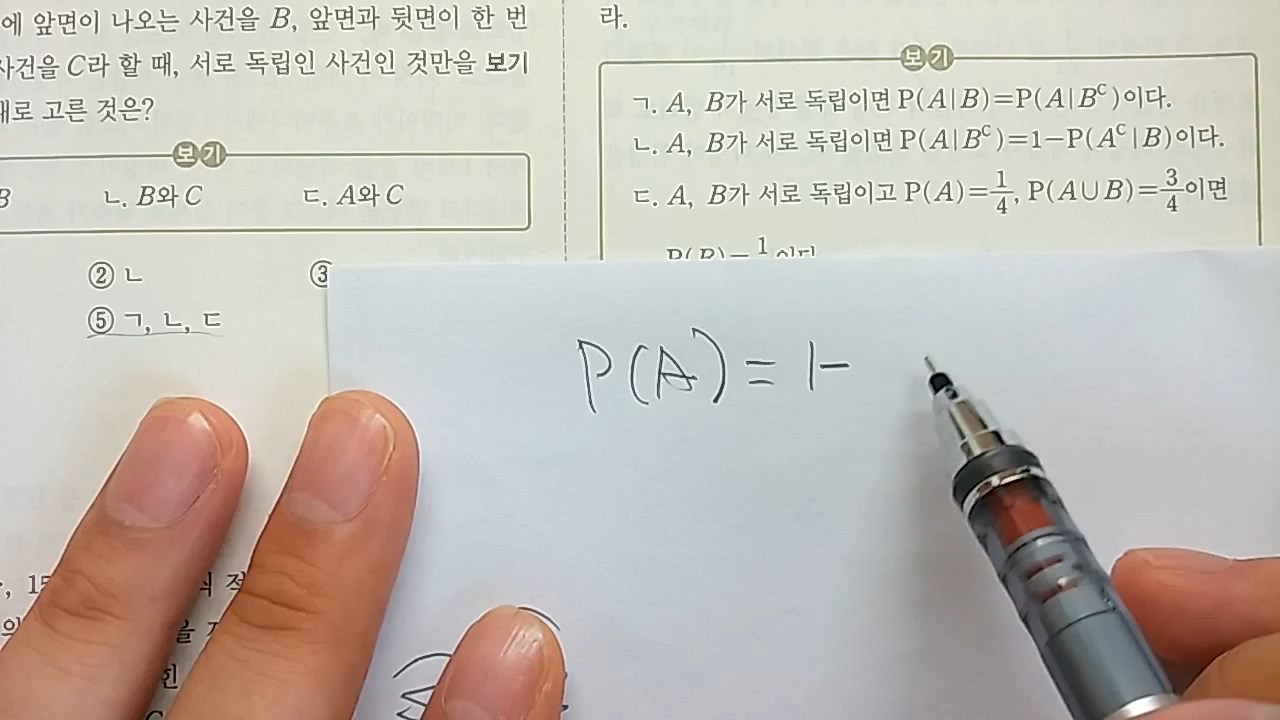 에 앞면이 나오는 사건을 B, 앞면과 뒷면이 한 번
사건을 C라 할 때, 서로 독립인 사건인 것만을 보기
대로 고른 것은?
보기
B ㄴ. B와 C ㄷ. A와 C
② ㄴ ③
⑤ ㄱ, ㄴ, ㄷ
라.
보기
ㄱ. A, B가 서로 독립이면 P(A|B)=P(A|Bᶜ)이다.
ㄴ. A, B가 서로 독립이면 P(A|Bᶜ)=1−P(Aᶜ|B)이다.
ㄷ. A, B가 서로 독립이고 P(A)=1/4, P(A∪B)=3/4이면
P(A) = 1−